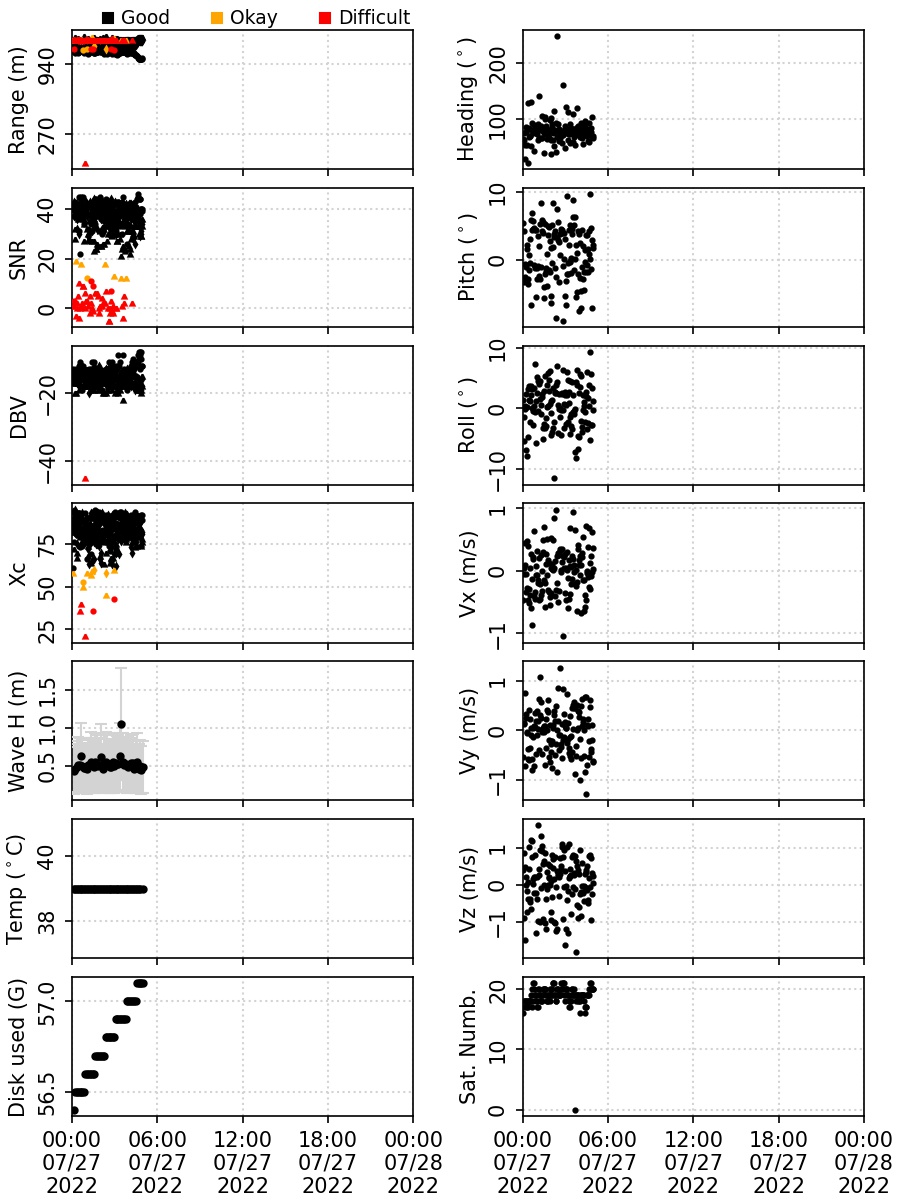 Good Okay Difficult
Range (m)
940
270
Heading (°)
200
100
SNR
40
20
0
Pitch (°)
10
0
DBV
−20
−40
Roll (°)
10
0
−10
Xc
75
50
25
Vx (m/s)
1
0
−1
Wave H (m)
1.5
1.0
0.5
Vy (m/s)
1
0
−1
Temp (°C)
40
38
Vz (m/s)
1
0
−1
Disk used (G)
57.0
56.5
Sat. Numb.
20
10
0
00:00 06:00 12:00 18:00 00:00
07/27 07/27 07/27 07/27 07/28
2022 2022 2022 2022 2022
00:00 06:00 12:00 18:00 00:00
07/27 07/27 07/27 07/27 07/28
2022 2022 2022 2022 2022